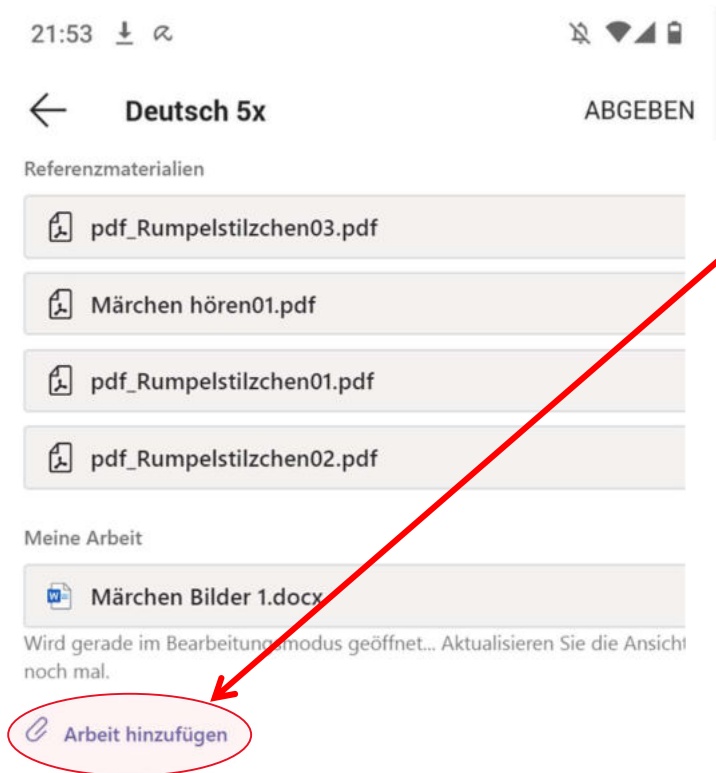 21:53
Deutsch 5x ABGEBEN
Referenzmaterialien
pdf_Rumpelstilzchen03.pdf
Märchen hören01.pdf
pdf_Rumpelstilzchen01.pdf
pdf_Rumpelstilzchen02.pdf
Meine Arbeit
Märchen Bilder 1.docx
Wird gerade im Bearbeitungsmodus geöffnet... Aktualisieren Sie die Ansicht
noch mal.
Arbeit hinzufügen